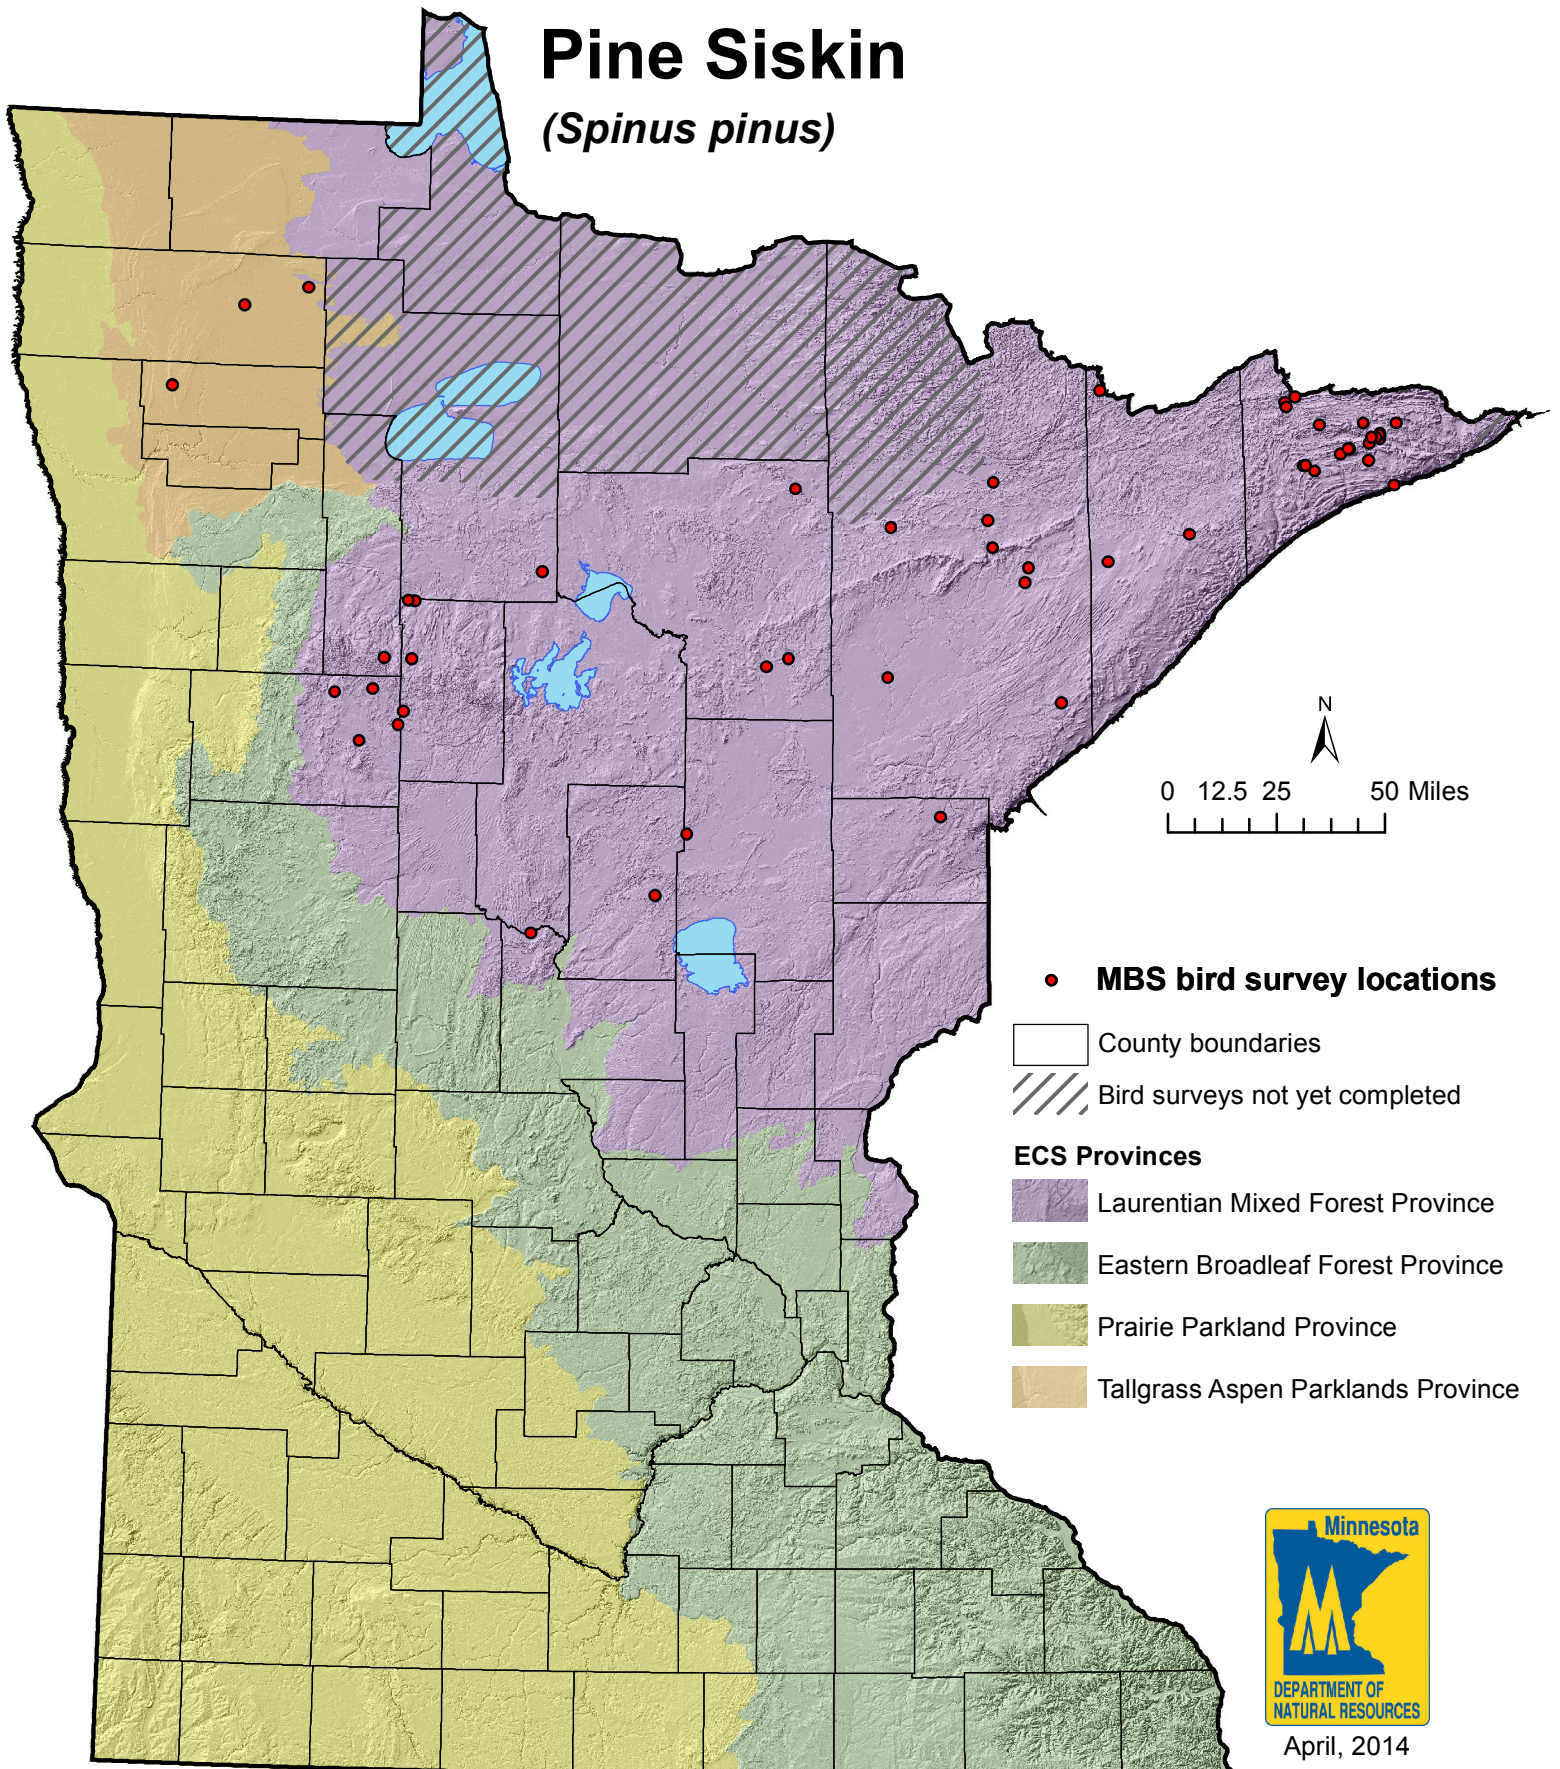 Pine Siskin
(Spinus pinus)
N
0 12.5 25 50 Miles
MBS bird survey locations
County boundaries
Bird surveys not yet completed
ECS Provinces
Laurentian Mixed Forest Province
Eastern Broadleaf Forest Province
Prairie Parkland Province
Tallgrass Aspen Parklands Province
Minnesota
DEPARTMENT OF
NATURAL RESOURCES
April, 2014